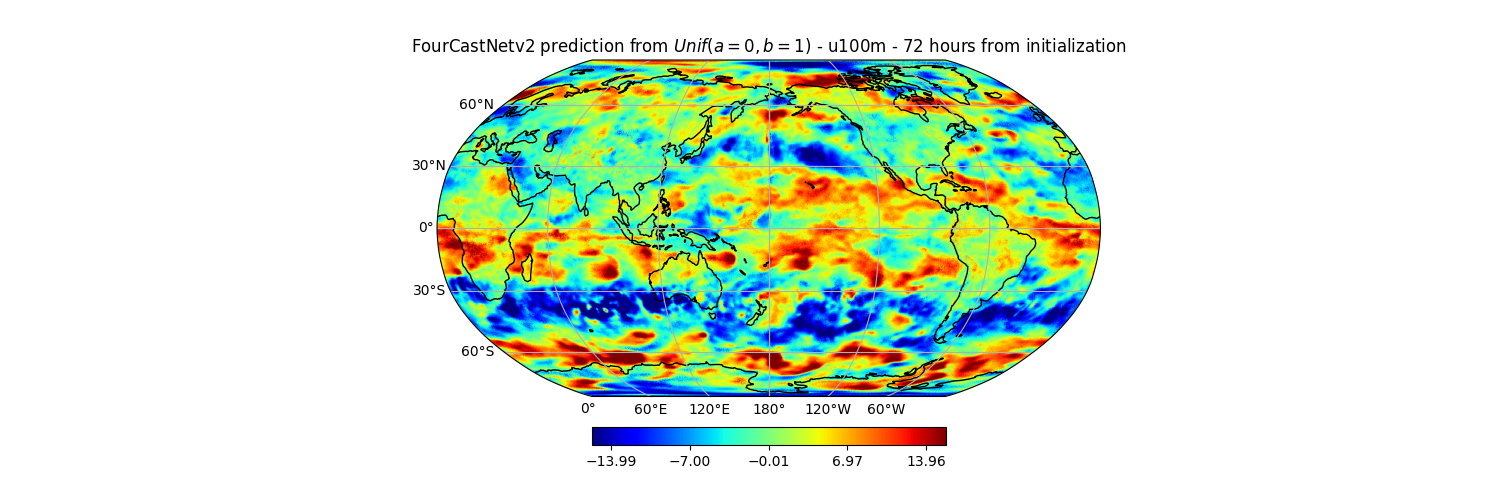 FourCastNetv2 prediction from Unif(a = 0, b = 1) - u100m - 72 hours from initialization
60°N
30°N
0°
30°S
60°S
0° 60°E 120°E 180° 120°W 60°W
−13.99 −7.00 −0.01 6.97 13.96